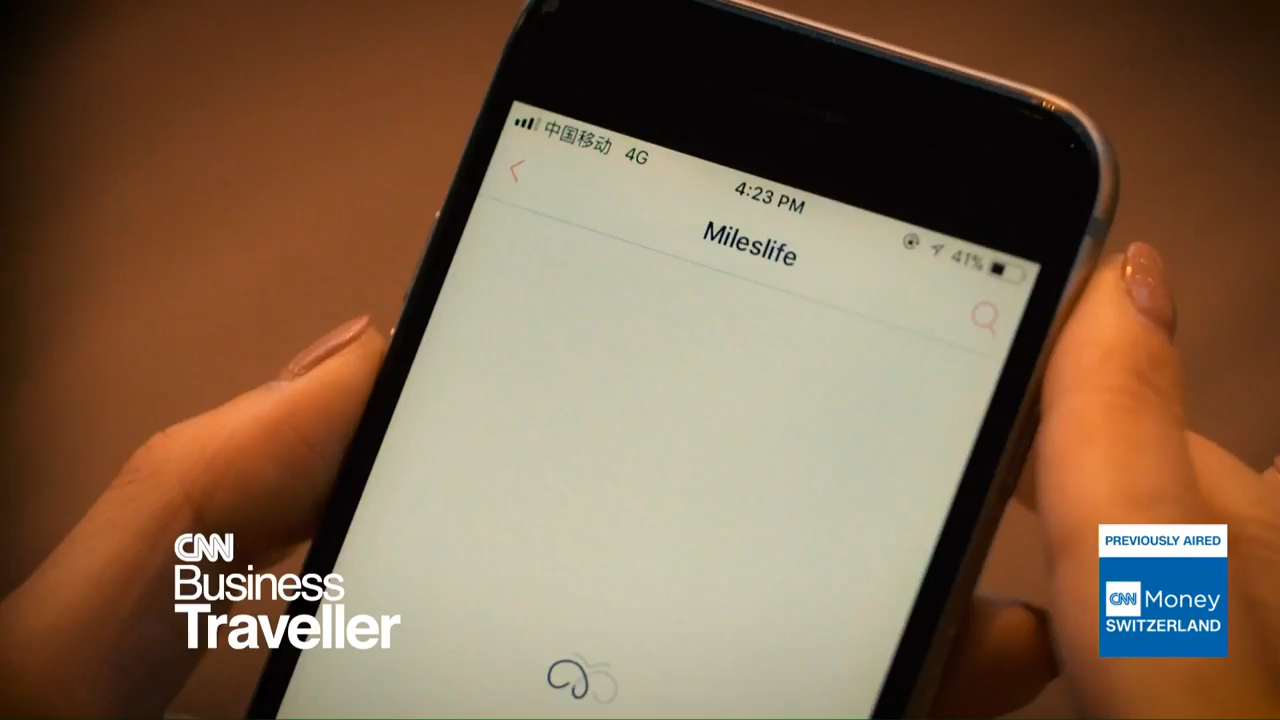 中国移动 4G
4:23 PM
41%
Mileslife
CNN
Business
Traveller
PREVIOUSLY AIRED
CNN Money
SWITZERLAND